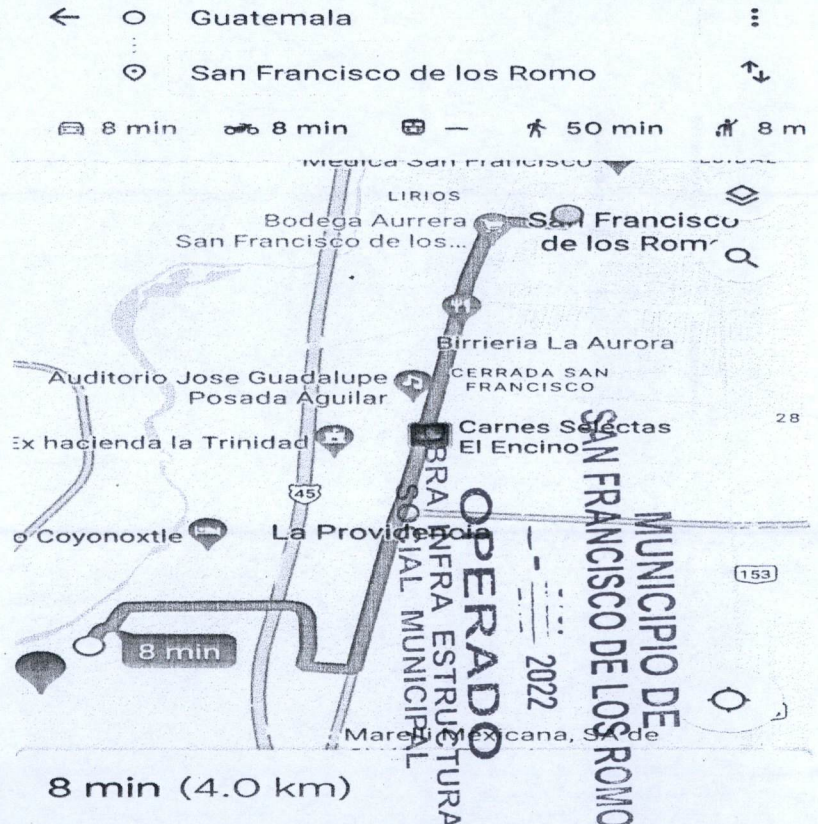 Guatemala
San Francisco de los Romo
8 min
8 min
—
50 min
8 m
Medica San Francisco
LIRIOS
Bodega Aurrera
San Francisco de los...
San Francisco
de los Romo
Birrieria La Aurora
CERRADA SAN
FRANCISCO
Auditorio Jose Guadalupe
Posada Aguilar
Carnes Selectas
El Encino
28
Ex hacienda la Trinidad
45
o Coyonoxtle
La Providencia
153
8 min
Marelli Mexicana, SA de
8 min (4.0 km)
MUNICIPIO DE
SAN FRANCISCO DE LOS ROMO
2022
OPERADO
OBRA INFRA ESTRUCTURA
SOCIAL MUNICIPAL